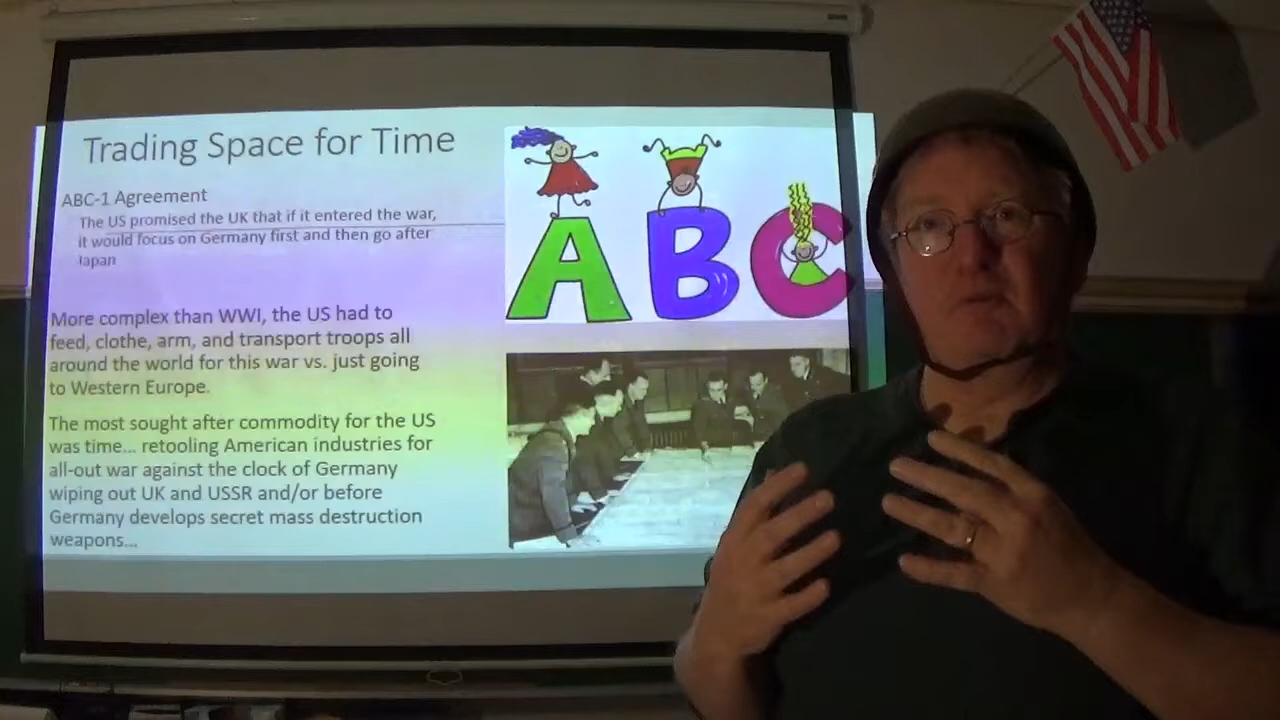 Trading Space for Time
ABC-1 Agreement
The US promised the UK that if it entered the war,
it would focus on Germany first and then go after
Japan
More complex than WWI, the US had to
feed, clothe, arm, and transport troops all
around the world for this war vs. just going
to Western Europe.
The most sought after commodity for the US
was time... retooling American industries for
all-out war against the clock of Germany
wiping out UK and USSR and/or before
Germany develops secret mass destruction
weapons...
ABC